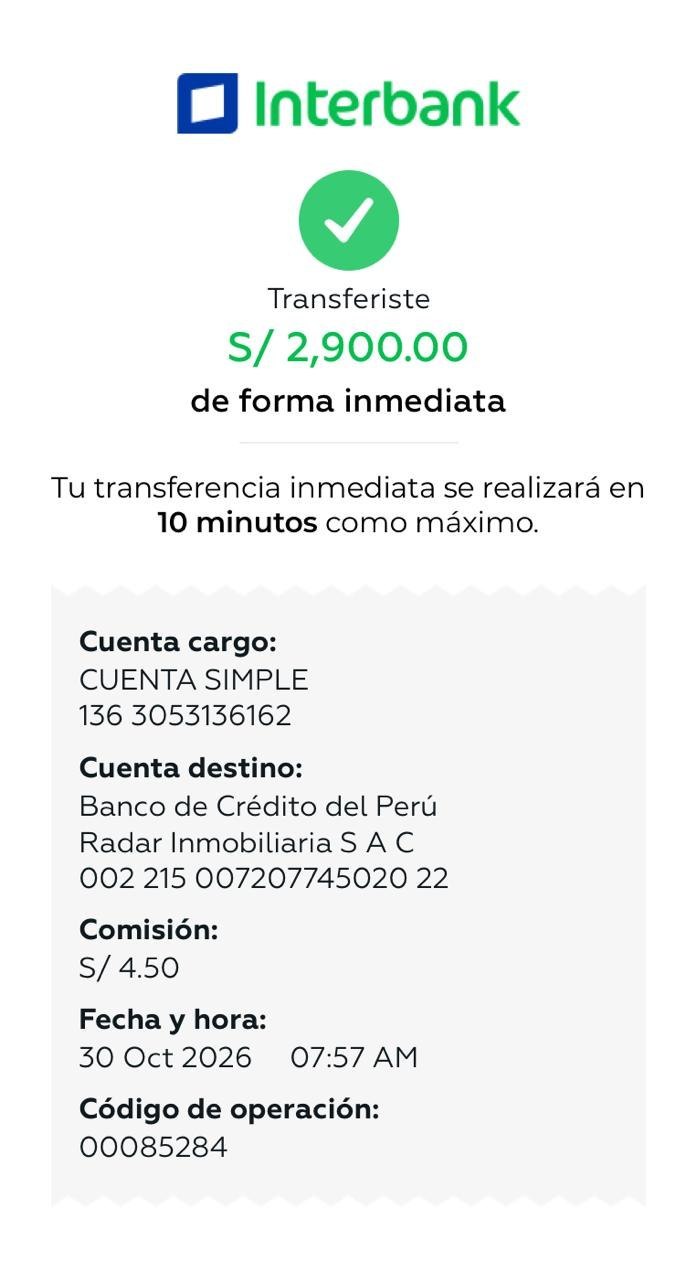 Interbank
Transferiste
S/ 2,900.00
de forma inmediata
Tu transferencia inmediata se realizará en
10 minutos como máximo.
Cuenta cargo:
CUENTA SIMPLE
136 3053136162
Cuenta destino:
Banco de Crédito del Perú
Radar Inmobiliaria S A C
002 215 007207745020 22
Comisión:
S/ 4.50
Fecha y hora:
30 Oct 2026 07:57 AM
Código de operación:
00085284